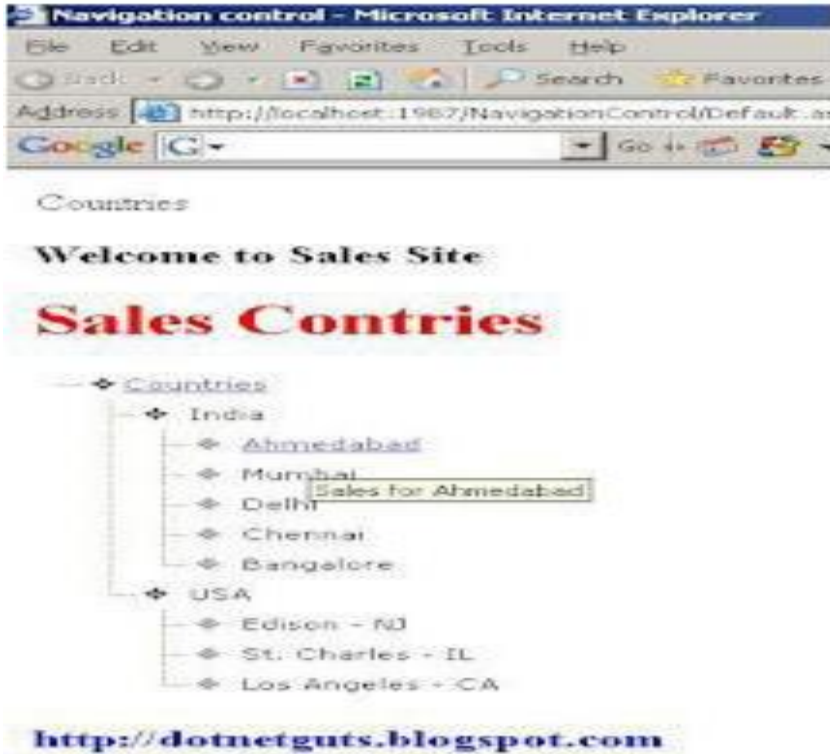 Navigation control - Microsoft Internet Explorer
File Edit View Favorites Tools Help
Back Search Favorites
Address http://localhost:1987/NavigationControl/Default.as
Google G Go
Countries
Welcome to Sales Site
Sales Contries
Countries
India
Ahmedabad
Mumbai
Sales for Ahmedabad
Delhi
Chennai
Bangalore
USA
Edison - NJ
St. Charles - IL
Los Angeles - CA
http://dotnetguts.blogspot.com